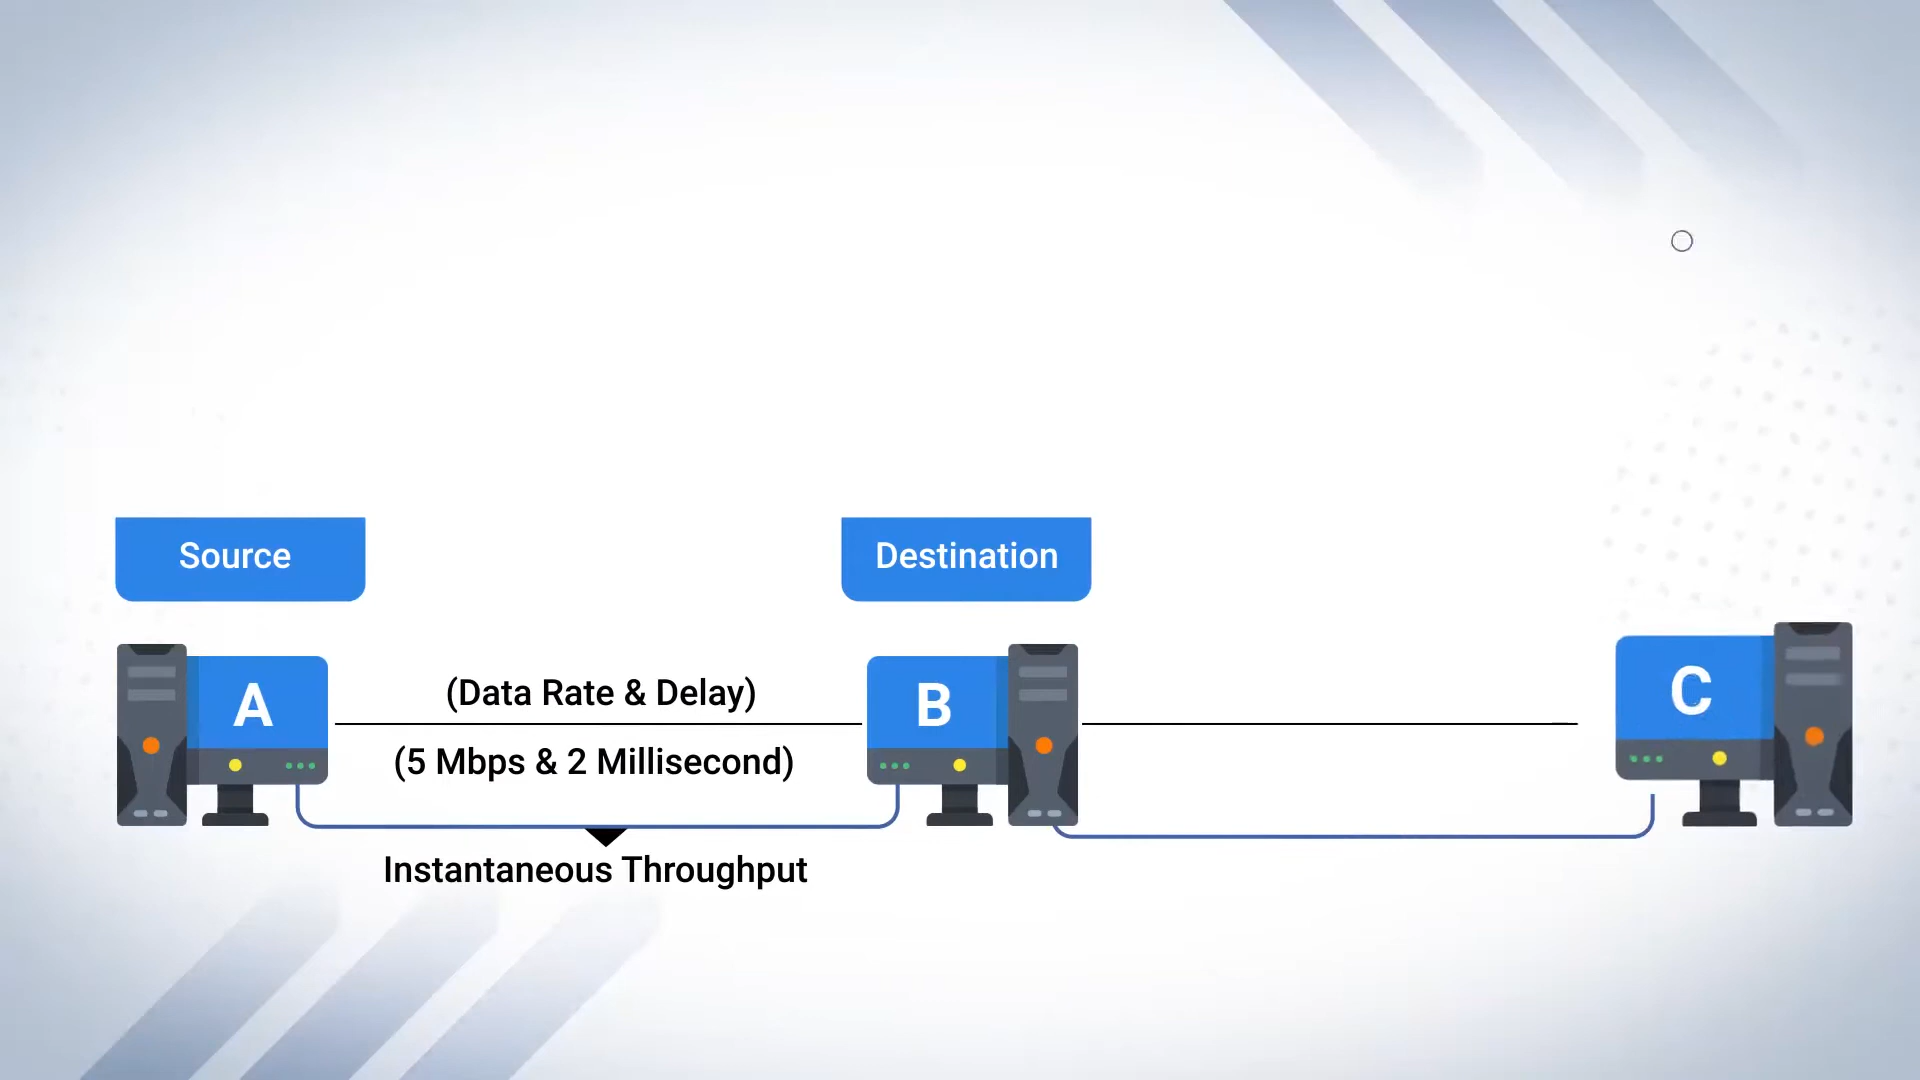 Source
Destination
A
(Data Rate & Delay)
B
C
(5 Mbps & 2 Millisecond)
Instantaneous Throughput